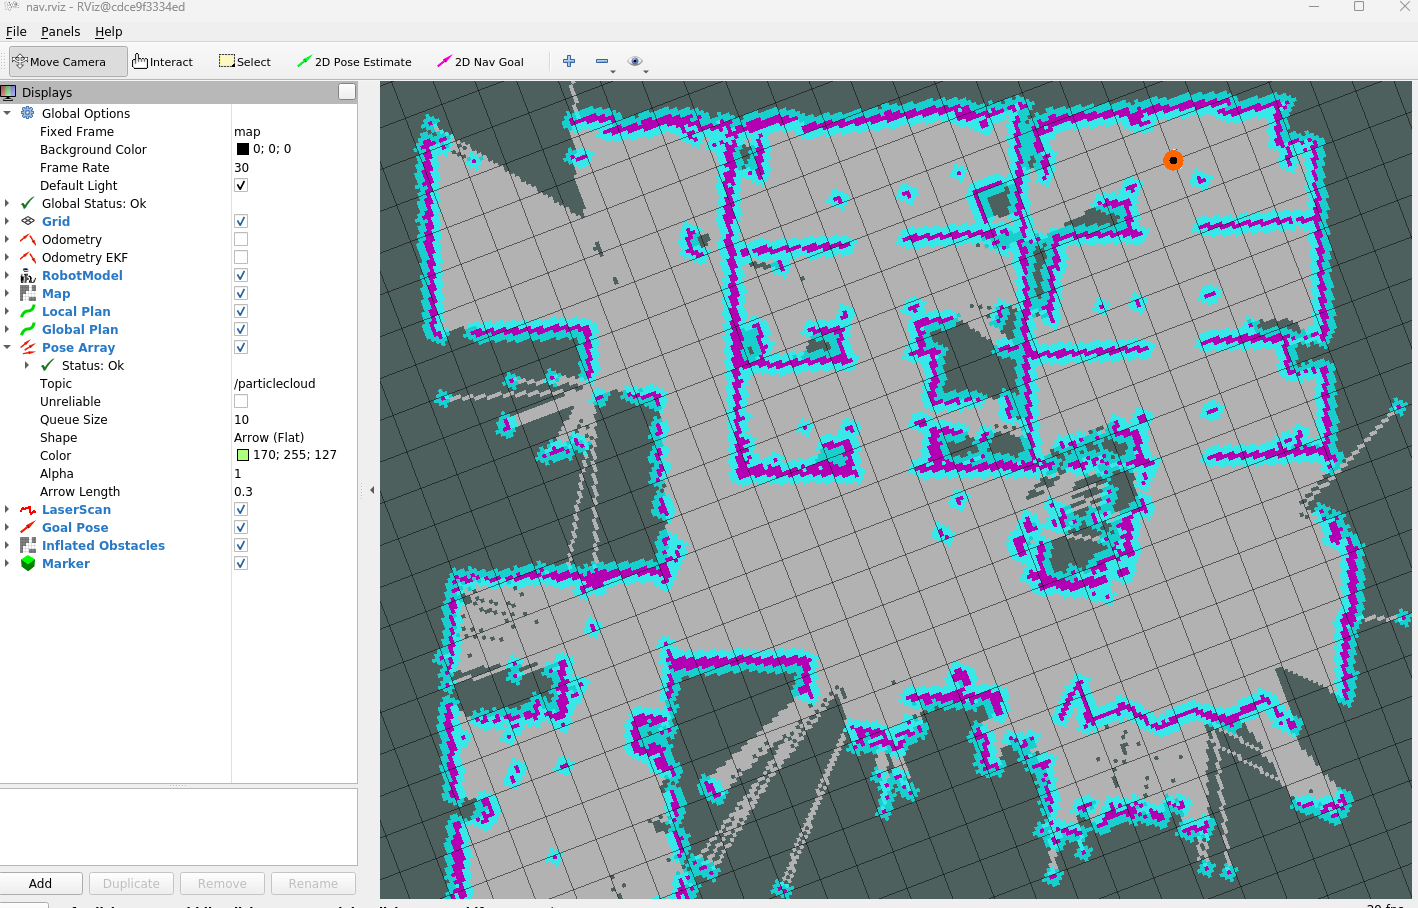 nav.rviz - RViz@cdce9f3334ed
File Panels Help
Move Camera Interact Select 2D Pose Estimate 2D Nav Goal
Displays
Global Options
Fixed Frame map
Background Color 0; 0; 0
Frame Rate 30
Default Light
Global Status: Ok
Grid
Odometry
Odometry EKF
RobotModel
Map
Local Plan
Global Plan
Pose Array
Status: Ok
Topic /particlecloud
Unreliable
Queue Size 10
Shape Arrow (Flat)
Color 170; 255; 127
Alpha 1
Arrow Length 0.3
LaserScan
Goal Pose
Inflated Obstacles
Marker
Add Duplicate Remove Rename